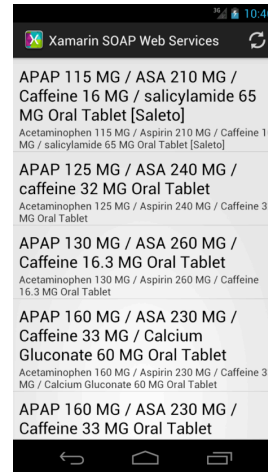 3G 10:4
Xamarin SOAP Web Services
APAP 115 MG / ASA 210 MG /
Caffeine 16 MG / salicylamide 65
MG Oral Tablet [Saleto]
Acetaminophen 115 MG / Aspirin 210 MG / Caffeine 1
MG / salicylamide 65 MG Oral Tablet [Saleto]
APAP 125 MG / ASA 240 MG /
caffeine 32 MG Oral Tablet
Acetaminophen 125 MG / Aspirin 240 MG / Caffeine 3
MG Oral Tablet
APAP 130 MG / ASA 260 MG /
Caffeine 16.3 MG Oral Tablet
Acetaminophen 130 MG / Aspirin 260 MG / Caffeine
16.3 MG Oral Tablet
APAP 160 MG / ASA 230 MG /
Caffeine 33 MG / Calcium
Gluconate 60 MG Oral Tablet
Acetaminophen 160 MG / Aspirin 230 MG / Caffeine 3
MG / Calcium Gluconate 60 MG Oral Tablet
APAP 160 MG / ASA 230 MG /
Caffeine 33 MG Oral Tablet